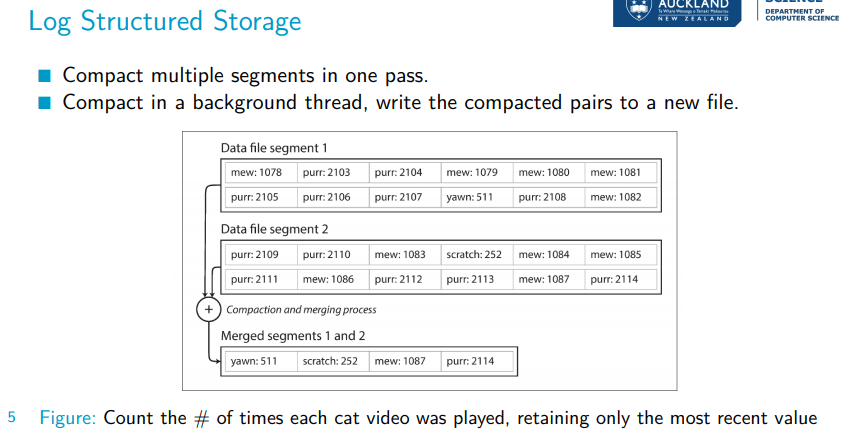 Log Structured Storage
AUCKLAND
Te Whare Wananga o Tamaki Makaurau
NEW ZEALAND
SCIENCE
DEPARTMENT OF
COMPUTER SCIENCE
Compact multiple segments in one pass.
Compact in a background thread, write the compacted pairs to a new file.
Data file segment 1
mew: 1078 purr: 2103 purr: 2104 mew: 1079 mew: 1080 mew: 1081
purr: 2105 purr: 2106 purr: 2107 yawn: 511 purr: 2108 mew: 1082
Data file segment 2
purr: 2109 purr: 2110 mew: 1083 scratch: 252 mew: 1084 mew: 1085
purr: 2111 mew: 1086 purr: 2112 purr: 2113 mew: 1087 purr: 2114
+ Compaction and merging process
Merged segments 1 and 2
yawn: 511 scratch: 252 mew: 1087 purr: 2114
5 Figure: Count the # of times each cat video was played, retaining only the most recent value